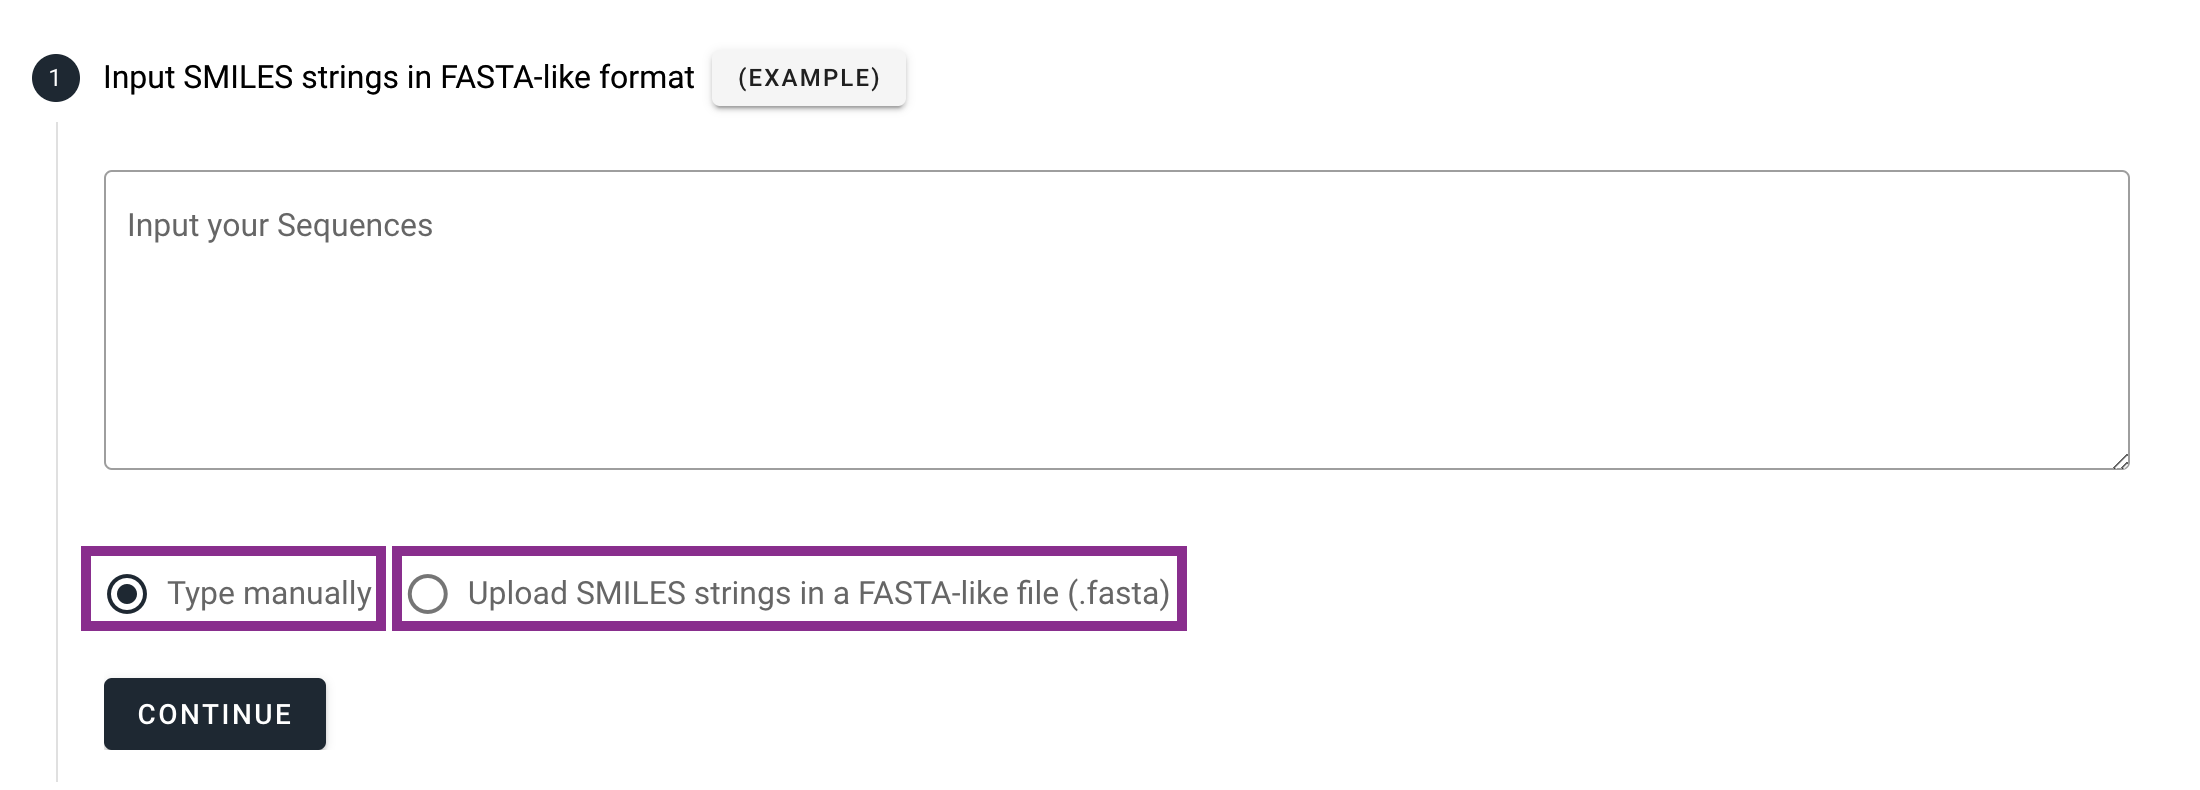 1 Input SMILES strings in FASTA-like format (EXAMPLE)
Input your Sequences
Type manually Upload SMILES strings in a FASTA-like file (.fasta)
CONTINUE